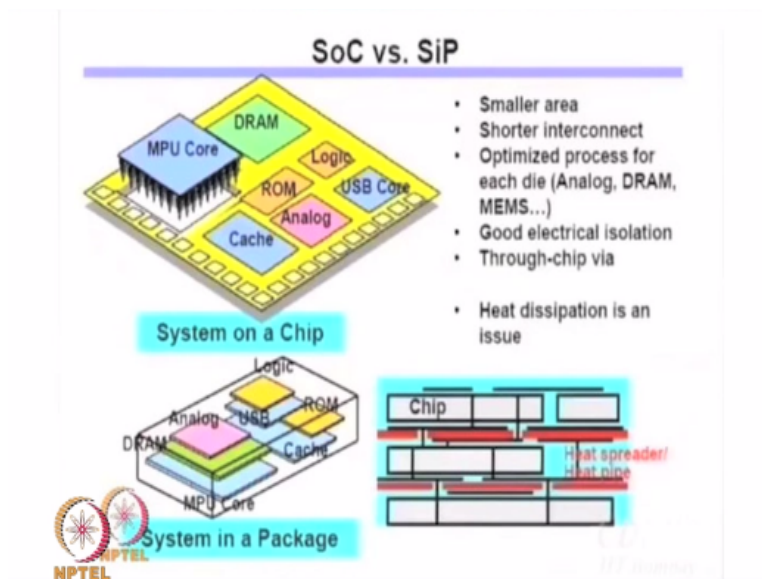 SoC vs. SiP
DRAM
MPU Core
Logic
ROM
USB Core
Analog
Cache
System on a Chip
• Smaller area
• Shorter interconnect
• Optimized process for
each die (Analog, DRAM,
MEMS...)
• Good electrical isolation
• Through-chip via
• Heat dissipation is an
issue
Logic
ROM
Analog
USB
DRAM
Cache
MPU Core
System in a Package
Chip
Heat spreader/
Heat pipe
NPTEL
NPTEL